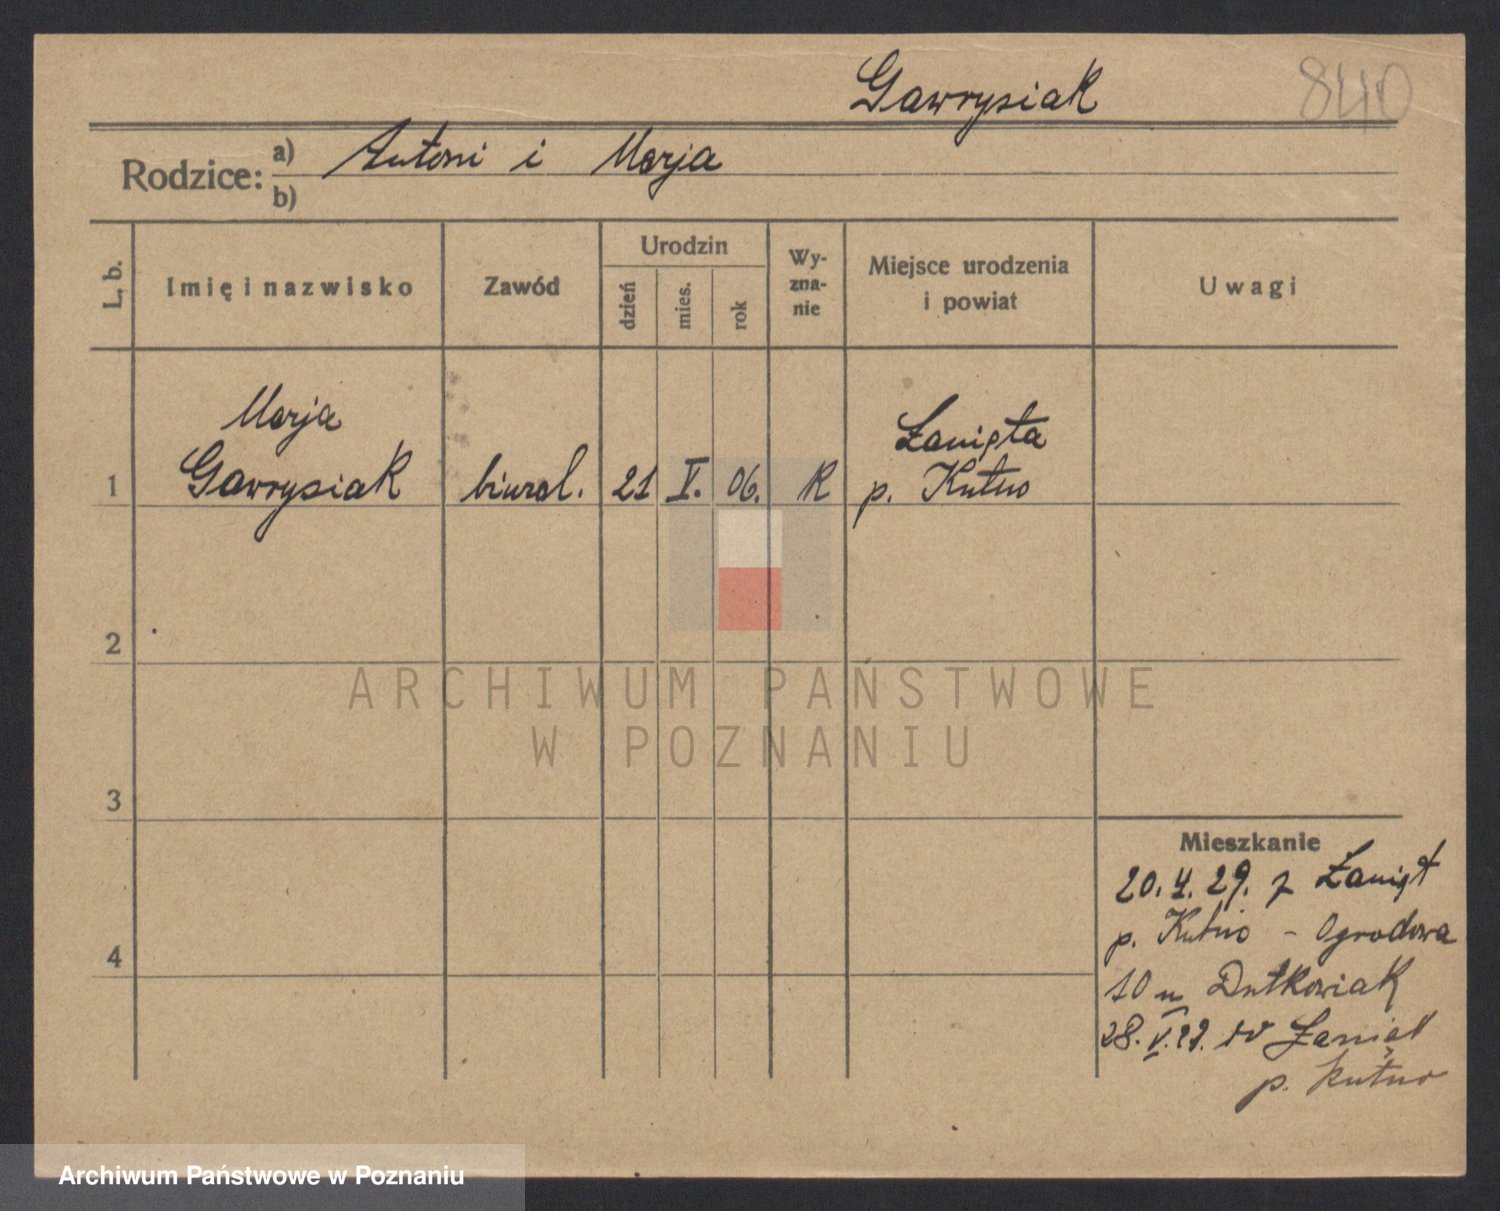 Gawrysiak
840
Rodzice: a) Antoni i Marja
b)
L. b.
Imię i nazwisko
Zawód
Urodzin
dzień
mies.
rok
Wy-
zna-
nie
Miejsce urodzenia
i powiat
Uwagi
Marja
Gawrysiak
biural.
21
V.
06.
R
Łanięta
p. Kutno
1
2
3
4
Mieszkanie
20.4.29. z Łanięt
p. Kutno - Ogrodowa
10 u Dutkowiak
28.V.29. do Łanięt
p. Kutno
ARCHIWUM PAŃSTWOWE
W POZNANIU
Archiwum Państwowe w Poznaniu